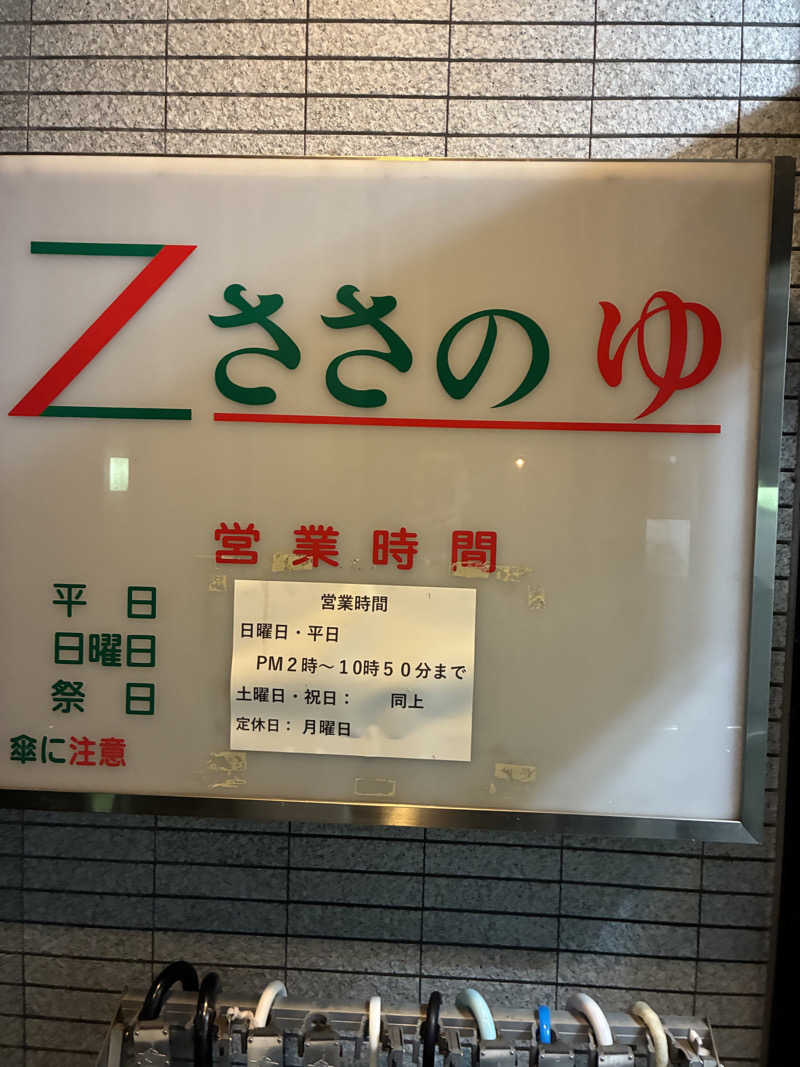 Zささのゆ
営業時間
平日
日曜日
祭日
傘に注意
営業時間
日曜日・平日
PM2時～10時50分まで
土曜日・祝日： 同上
定休日： 月曜日